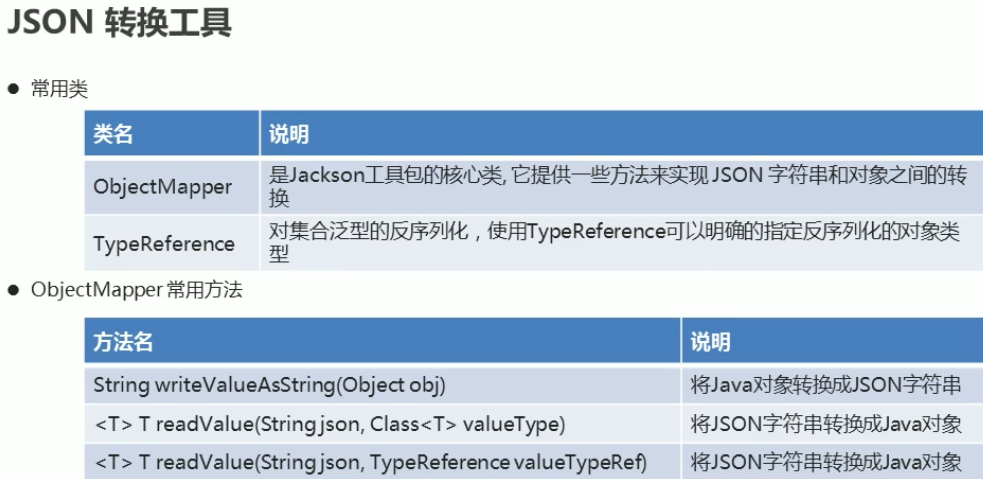 JSON 转换工具
● 常用类
类名 说明
ObjectMapper 是Jackson工具包的核心类, 它提供一些方法来实现 JSON 字符串和对象之间的转
换
TypeReference 对集合泛型的反序列化，使用TypeReference可以明确的指定反序列化的对象类
型
● ObjectMapper 常用方法
方法名 说明
String writeValueAsString(Object obj) 将Java对象转换成JSON字符串
<T> T readValue(String json, Class<T> valueType) 将JSON字符串转换成Java对象
<T> T readValue(String json, TypeReference valueTypeRef) 将JSON字符串转换成Java对象